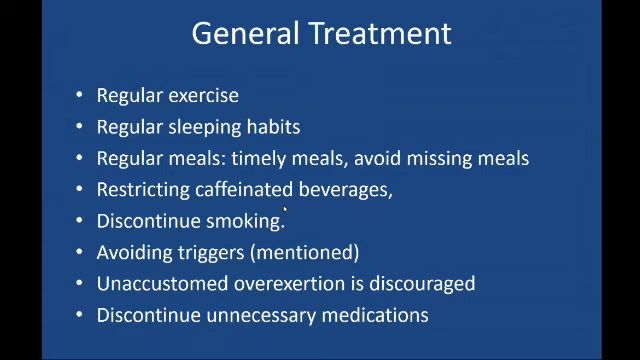 General Treatment
• Regular exercise
• Regular sleeping habits
• Regular meals: timely meals, avoid missing meals
• Restricting caffeinated beverages,
• Discontinue smoking.
• Avoiding triggers (mentioned)
• Unaccustomed overexertion is discouraged
• Discontinue unnecessary medications